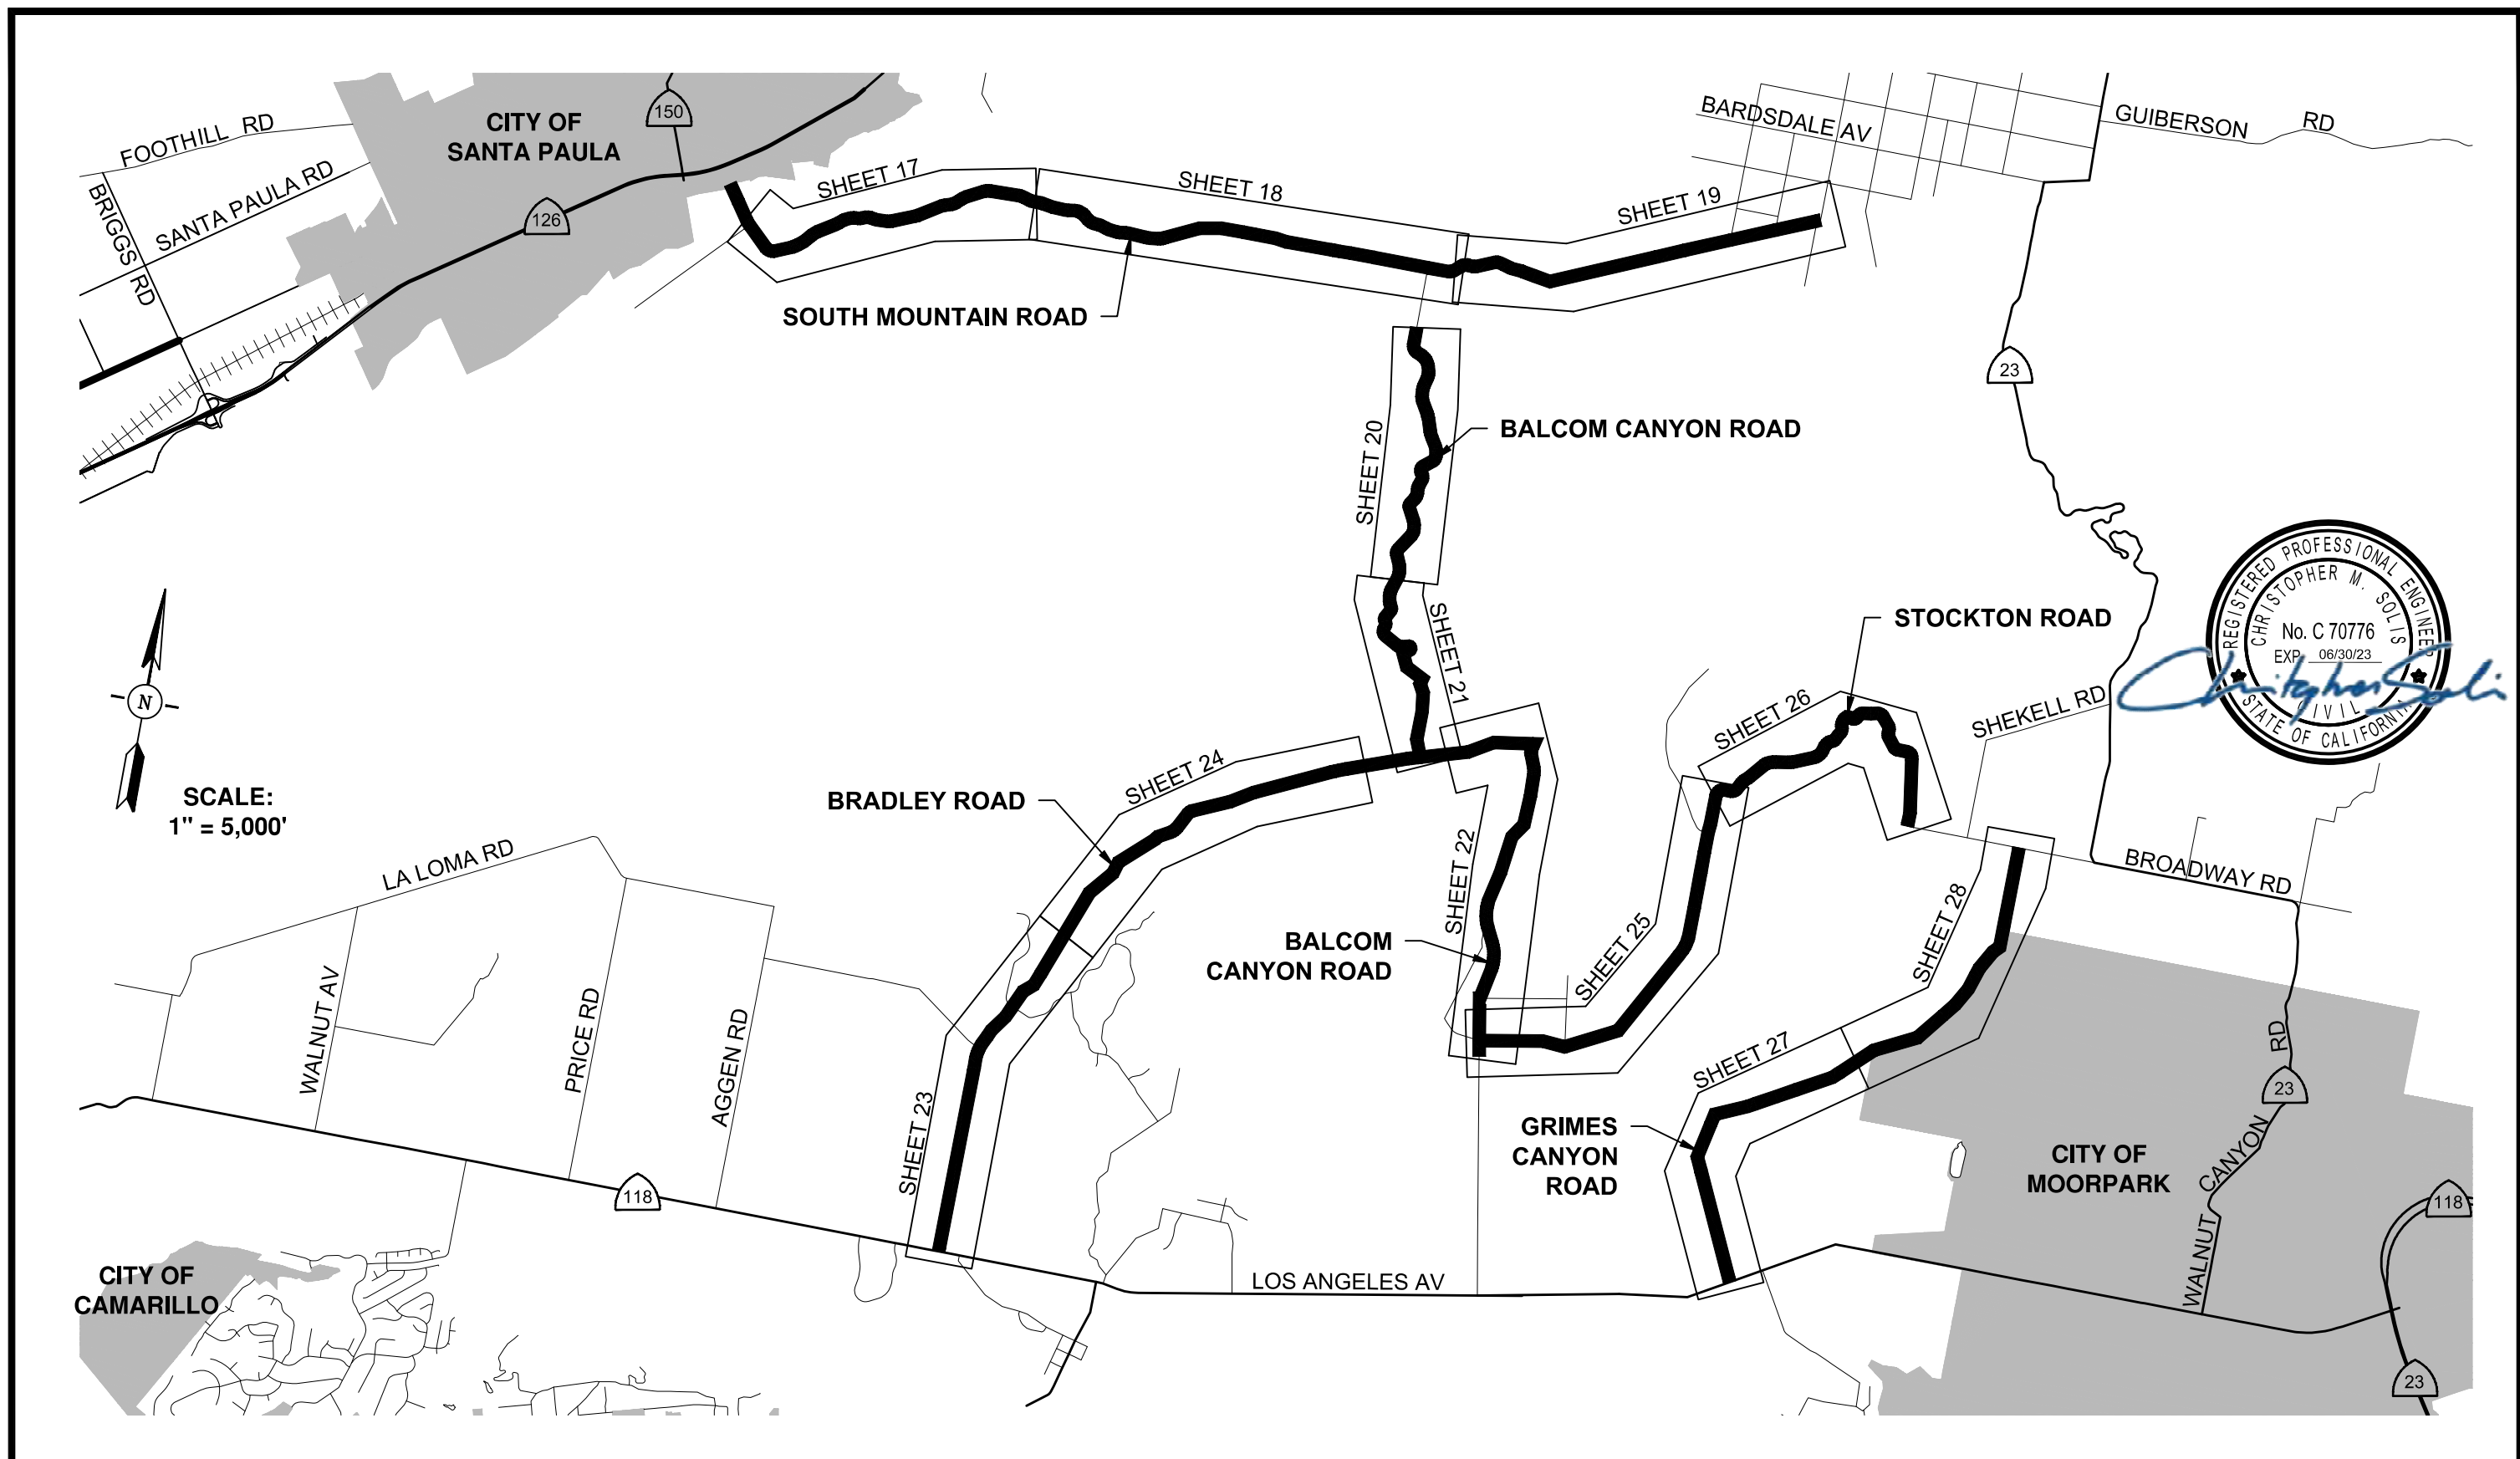 FOOTHILL RD
BRIGGS RD
SANTA PAULA RD
CITY OF
SANTA PAULA
150
126
SHEET 17
SHEET 18
SHEET 19
BARDSDALE AV
GUIBERSON RD
SOUTH MOUNTAIN ROAD
23
SHEET 20
BALCOM CANYON ROAD
SHEET 21
STOCKTON ROAD
REGISTERED PROFESSIONAL ENGINEER
CHRISTOPHER M. SOLIS
No. C 70776
EXP. 06/30/23
CIVIL
STATE OF CALIFORNIA
Christopher Solis
N
SCALE:
1" = 5,000'
SHEET 24
BRADLEY ROAD
SHEET 26
SHEKELL RD
BROADWAY RD
LA LOMA RD
WALNUT AV
PRICE RD
AGGEN RD
SHEET 23
SHEET 22
BALCOM
CANYON ROAD
SHEET 25
SHEET 28
SHEET 27
GRIMES
CANYON
ROAD
CITY OF
MOORPARK
WALNUT CANYON RD
23
118
118
LOS ANGELES AV
CITY OF
CAMARILLO
23